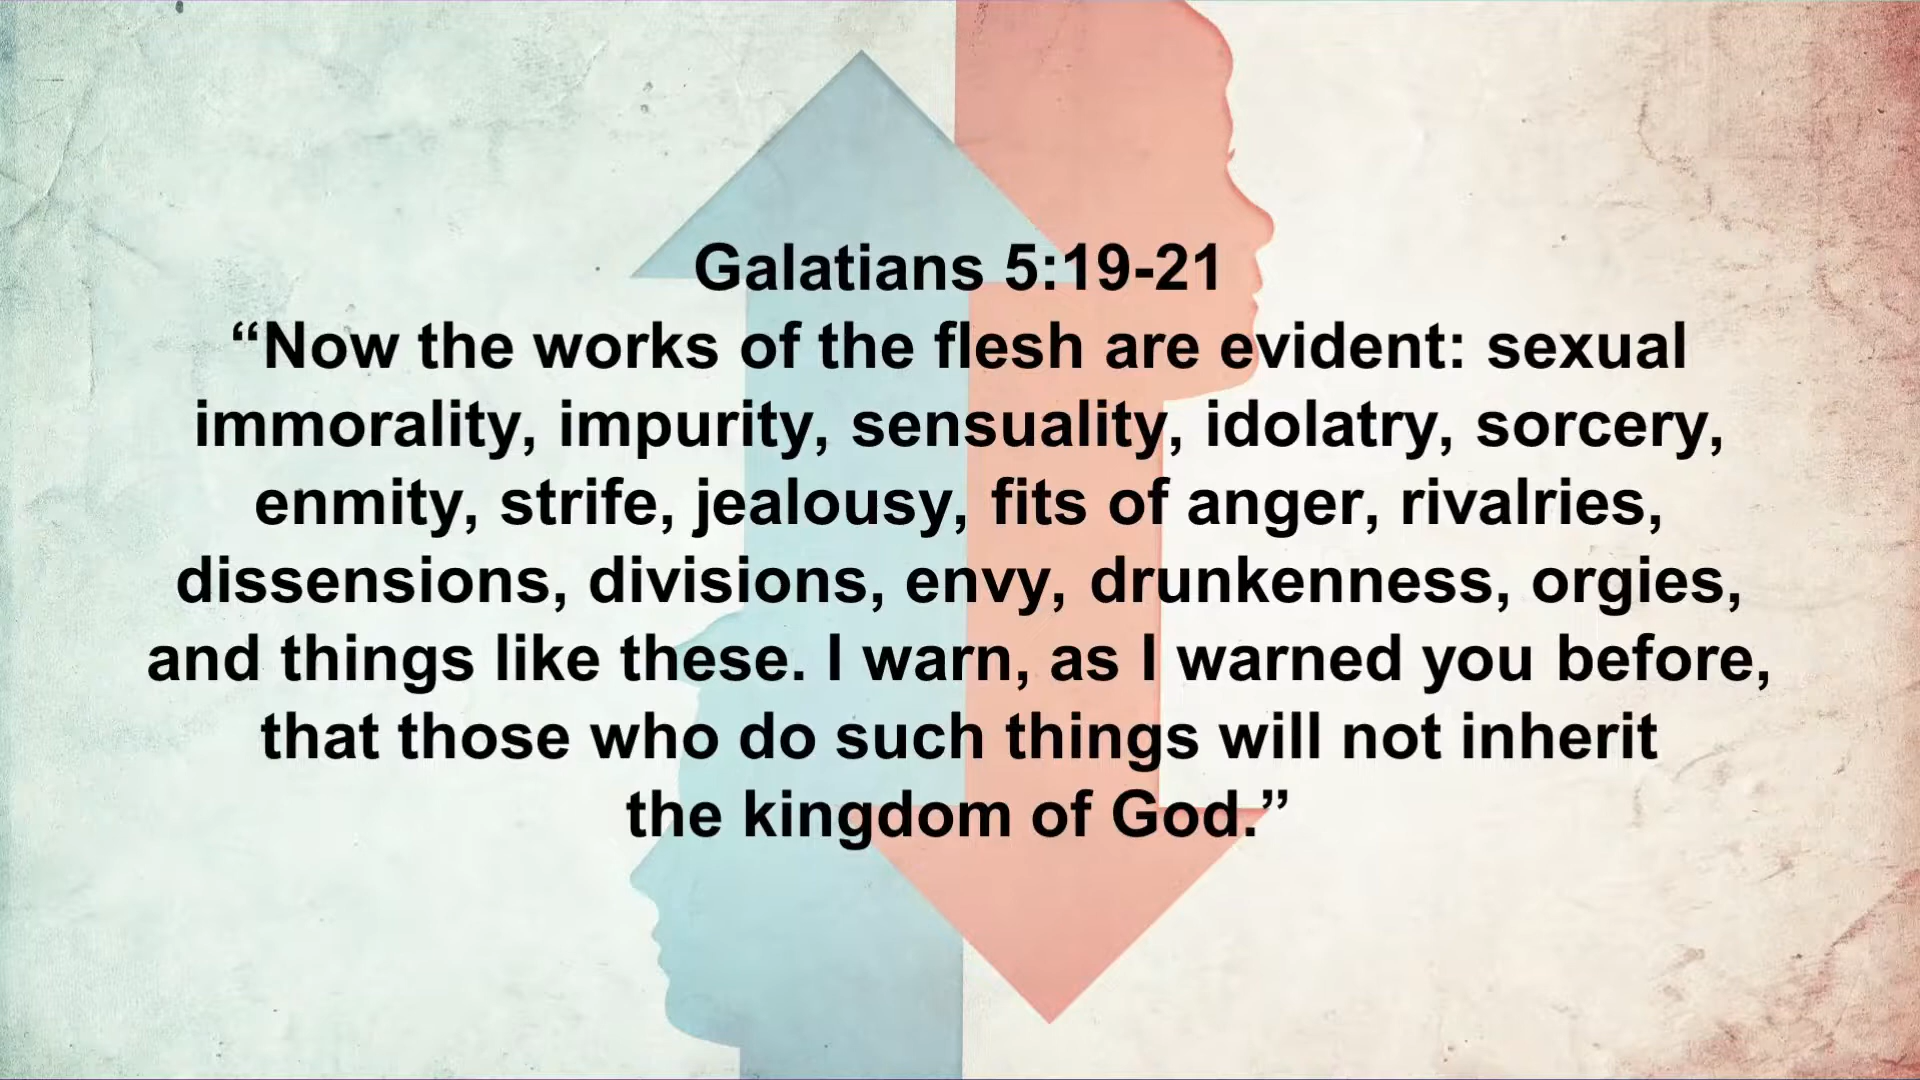 Galatians 5:19-21
“Now the works of the flesh are evident: sexual
immorality, impurity, sensuality, idolatry, sorcery,
enmity, strife, jealousy, fits of anger, rivalries,
dissensions, divisions, envy, drunkenness, orgies,
and things like these. I warn, as I warned you before,
that those who do such things will not inherit
the kingdom of God.”